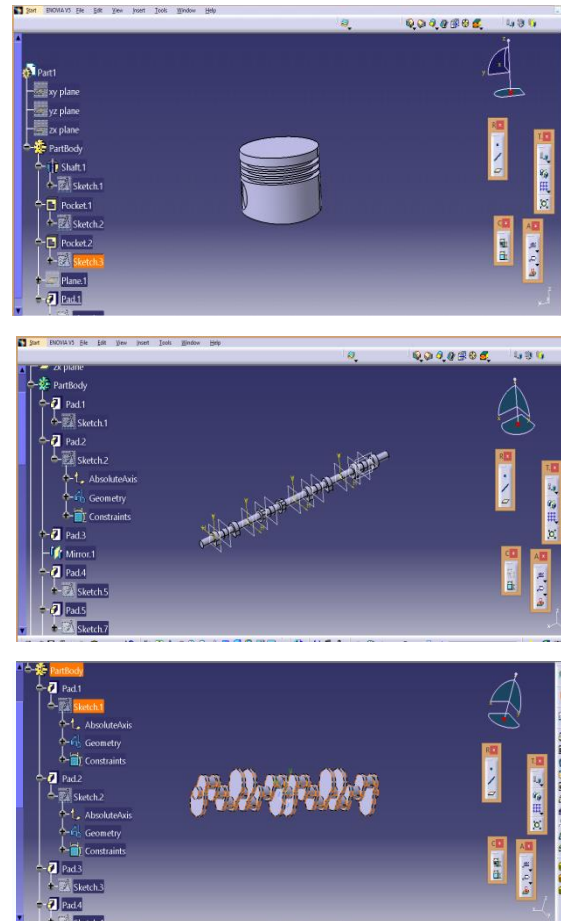 Start ENOVIA V5 File Edit View Insert Tools Window Help
Part1
xy plane
yz plane
zx plane
PartBody
Shaft.1
Sketch.1
Pocket.1
Sketch.2
Pocket.2
Sketch.3
Plane.1
Pad.1
Start ENOVIA V5 File Edit View Insert Tools Window Help
zx plane
PartBody
Pad.1
Sketch.1
Pad.2
Sketch.2
AbsoluteAxis
Geometry
Constraints
Pad.3
Mirror.1
Pad.4
Sketch.5
Pad.5
Sketch.7
PartBody
Pad.1
Sketch.1
AbsoluteAxis
Geometry
Constraints
Pad.2
Sketch.2
AbsoluteAxis
Geometry
Constraints
Pad.3
Sketch.3
Pad.4